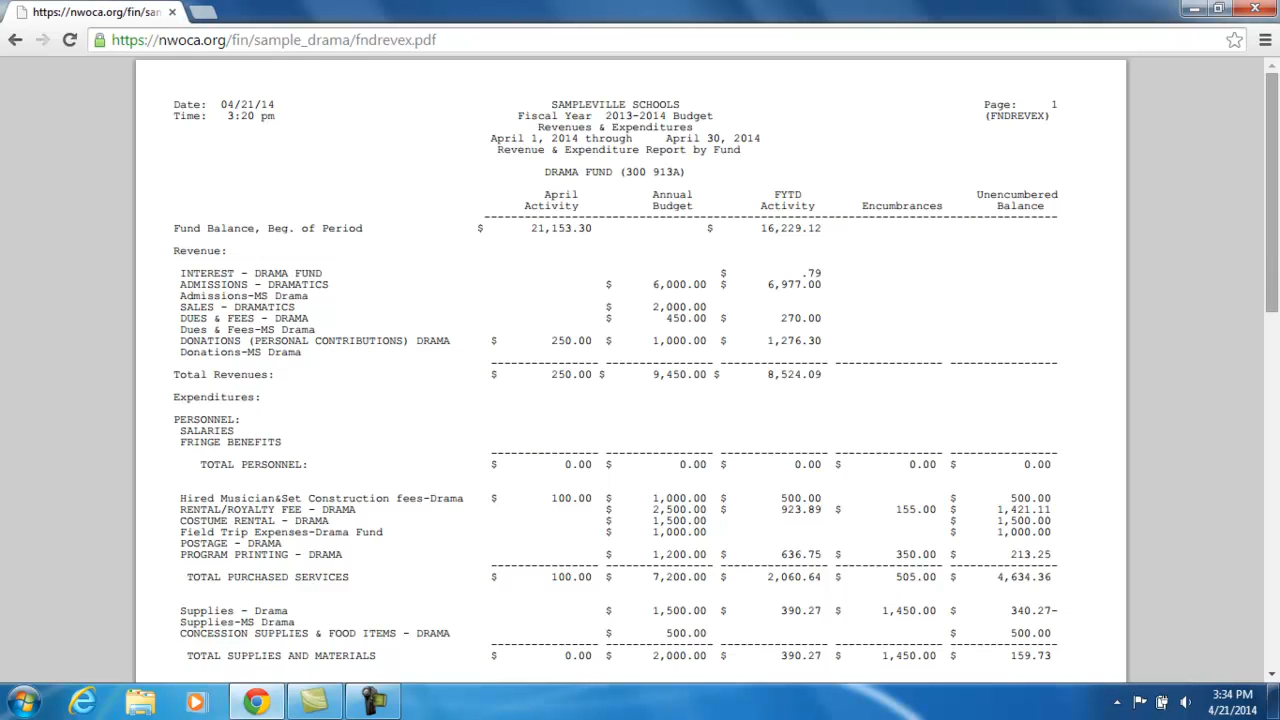 https://nwoca.org/fin/san
https://nwoca.org/fin/sample_drama/fndrevex.pdf
Date: 04/21/14 SAMPLEVILLE SCHOOLS Page: 1
Time: 3:20 pm Fiscal Year 2013-2014 Budget (FNDREVEX)
Revenues & Expenditures
April 1, 2014 through April 30, 2014
Revenue & Expenditure Report by Fund
DRAMA FUND (300 913A)
April Annual FYTD Unencumbered
Activity Budget Activity Encumbrances Balance
Fund Balance, Beg. of Period $ 21,153.30 $ 16,229.12
Revenue:
INTEREST - DRAMA FUND $ .79
ADMISSIONS - DRAMATICS $ 6,000.00 $ 6,977.00
Admissions-MS Drama
SALES - DRAMATICS $ 2,000.00
DUES & FEES - DRAMA $ 450.00 $ 270.00
Dues & Fees-MS Drama
DONATIONS (PERSONAL CONTRIBUTIONS) DRAMA $ 250.00 $ 1,000.00 $ 1,276.30
Donations-MS Drama
Total Revenues: $ 250.00 $ 9,450.00 $ 8,524.09
Expenditures:
PERSONNEL:
SALARIES
FRINGE BENEFITS
TOTAL PERSONNEL: $ 0.00 $ 0.00 $ 0.00 $ 0.00 $ 0.00
Hired Musician&Set Construction fees-Drama $ 100.00 $ 1,000.00 $ 500.00 $ 500.00
RENTAL/ROYALTY FEE - DRAMA $ 2,500.00 $ 923.89 $ 155.00 $ 1,421.11
COSTUME RENTAL - DRAMA $ 1,500.00 $ 1,500.00
Field Trip Expenses-Drama Fund $ 1,000.00 $ 1,000.00
POSTAGE - DRAMA
PROGRAM PRINTING - DRAMA $ 1,200.00 $ 636.75 $ 350.00 $ 213.25
TOTAL PURCHASED SERVICES $ 100.00 $ 7,200.00 $ 2,060.64 $ 505.00 $ 4,634.36
Supplies - Drama $ 1,500.00 $ 390.27 $ 1,450.00 $ 340.27-
Supplies-MS Drama
CONCESSION SUPPLIES & FOOD ITEMS - DRAMA $ 500.00 $ 500.00
TOTAL SUPPLIES AND MATERIALS $ 0.00 $ 2,000.00 $ 390.27 $ 1,450.00 $ 159.73
3:34 PM
4/21/2014